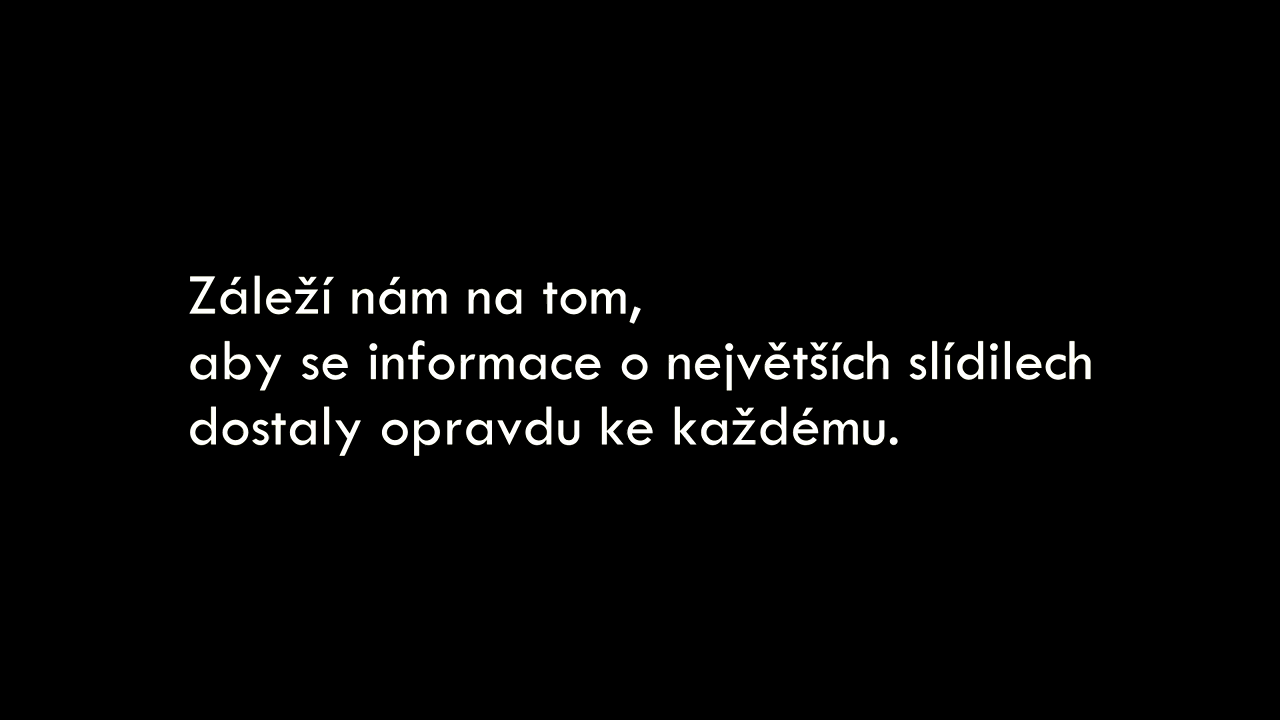 Záleží nám na tom,
aby se informace o největších slídilech
dostaly opravdu ke každému.